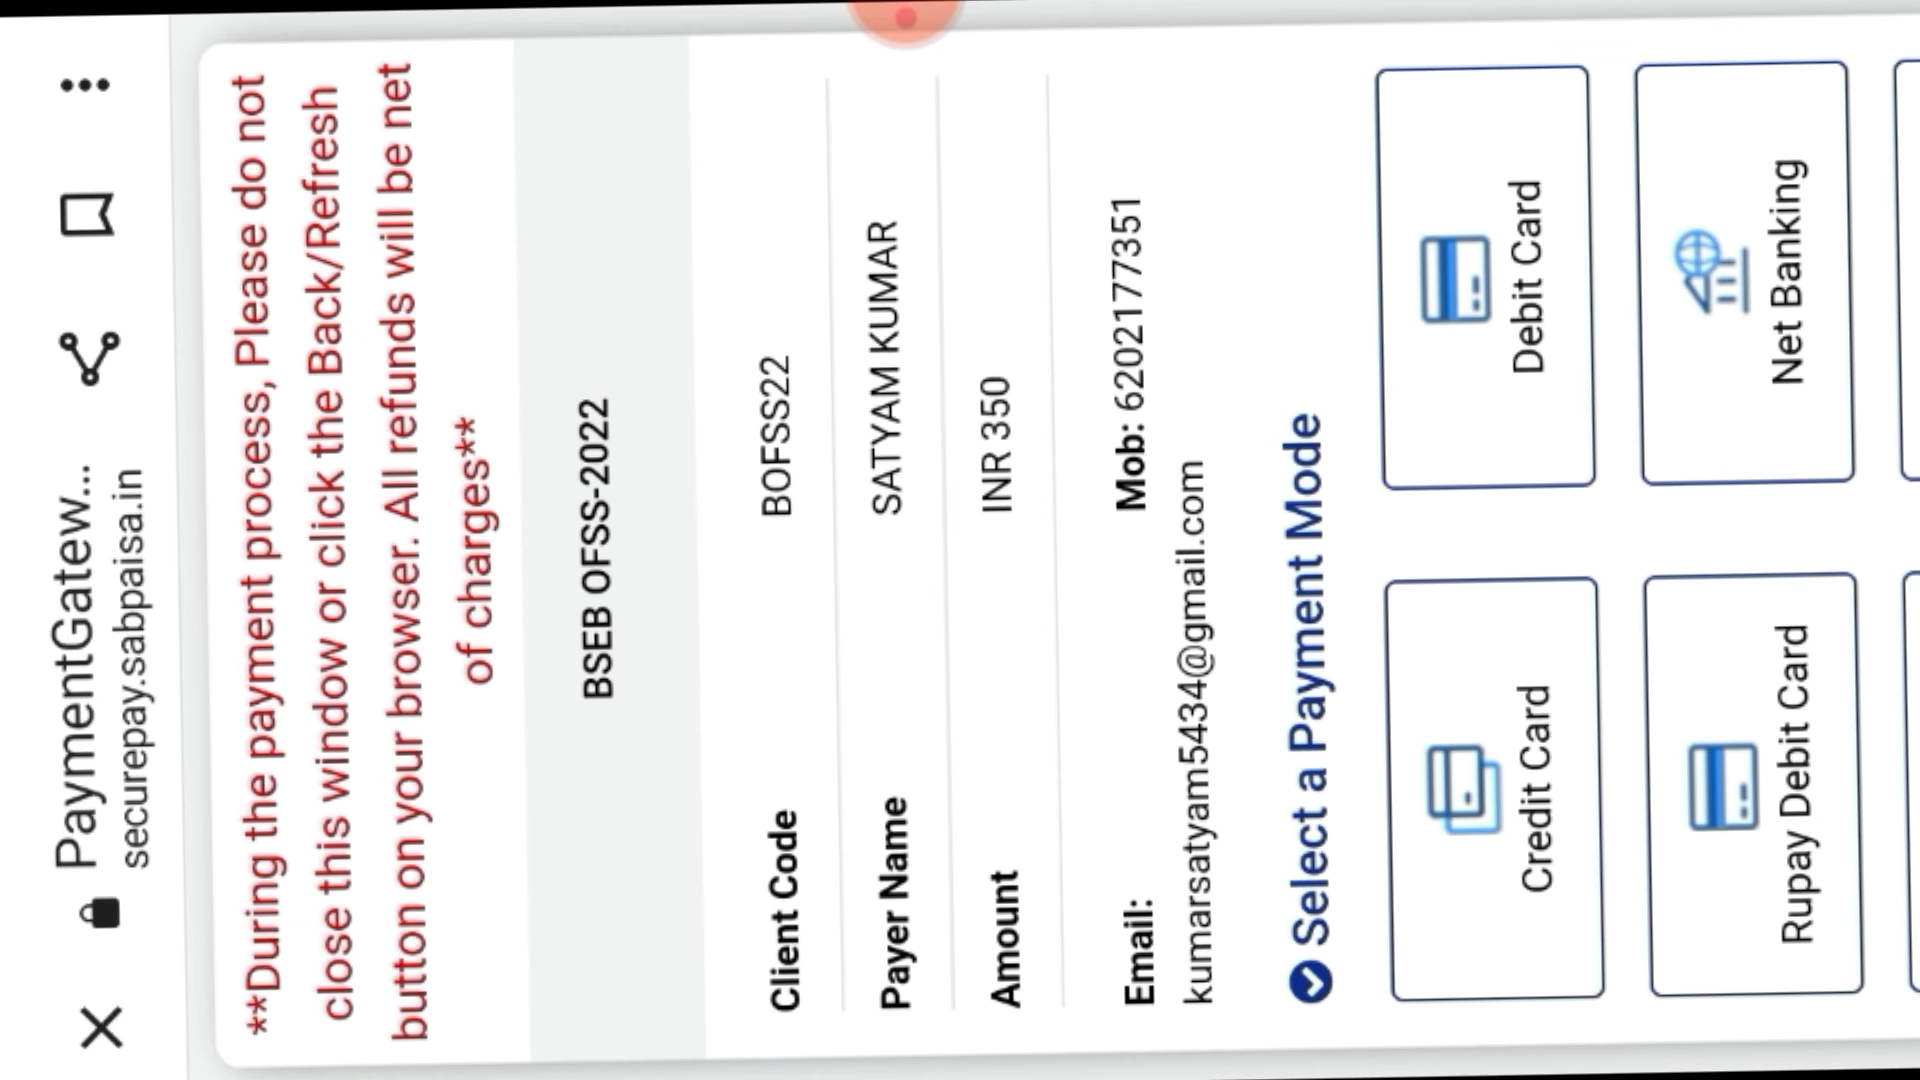 PaymentGatew...
securepay.sabpaisa.in
**During the payment process, Please do not
close this window or click the Back/Refresh
button on your browser. All refunds will be net
of charges**
BSEB OFSS-2022
Client Code BOFSS22
Payer Name SATYAM KUMAR
Amount INR 350
Email: Mob: 6202177351
kumarsatyam5434@gmail.com
Select a Payment Mode
Credit Card Debit Card
Rupay Debit Card Net Banking